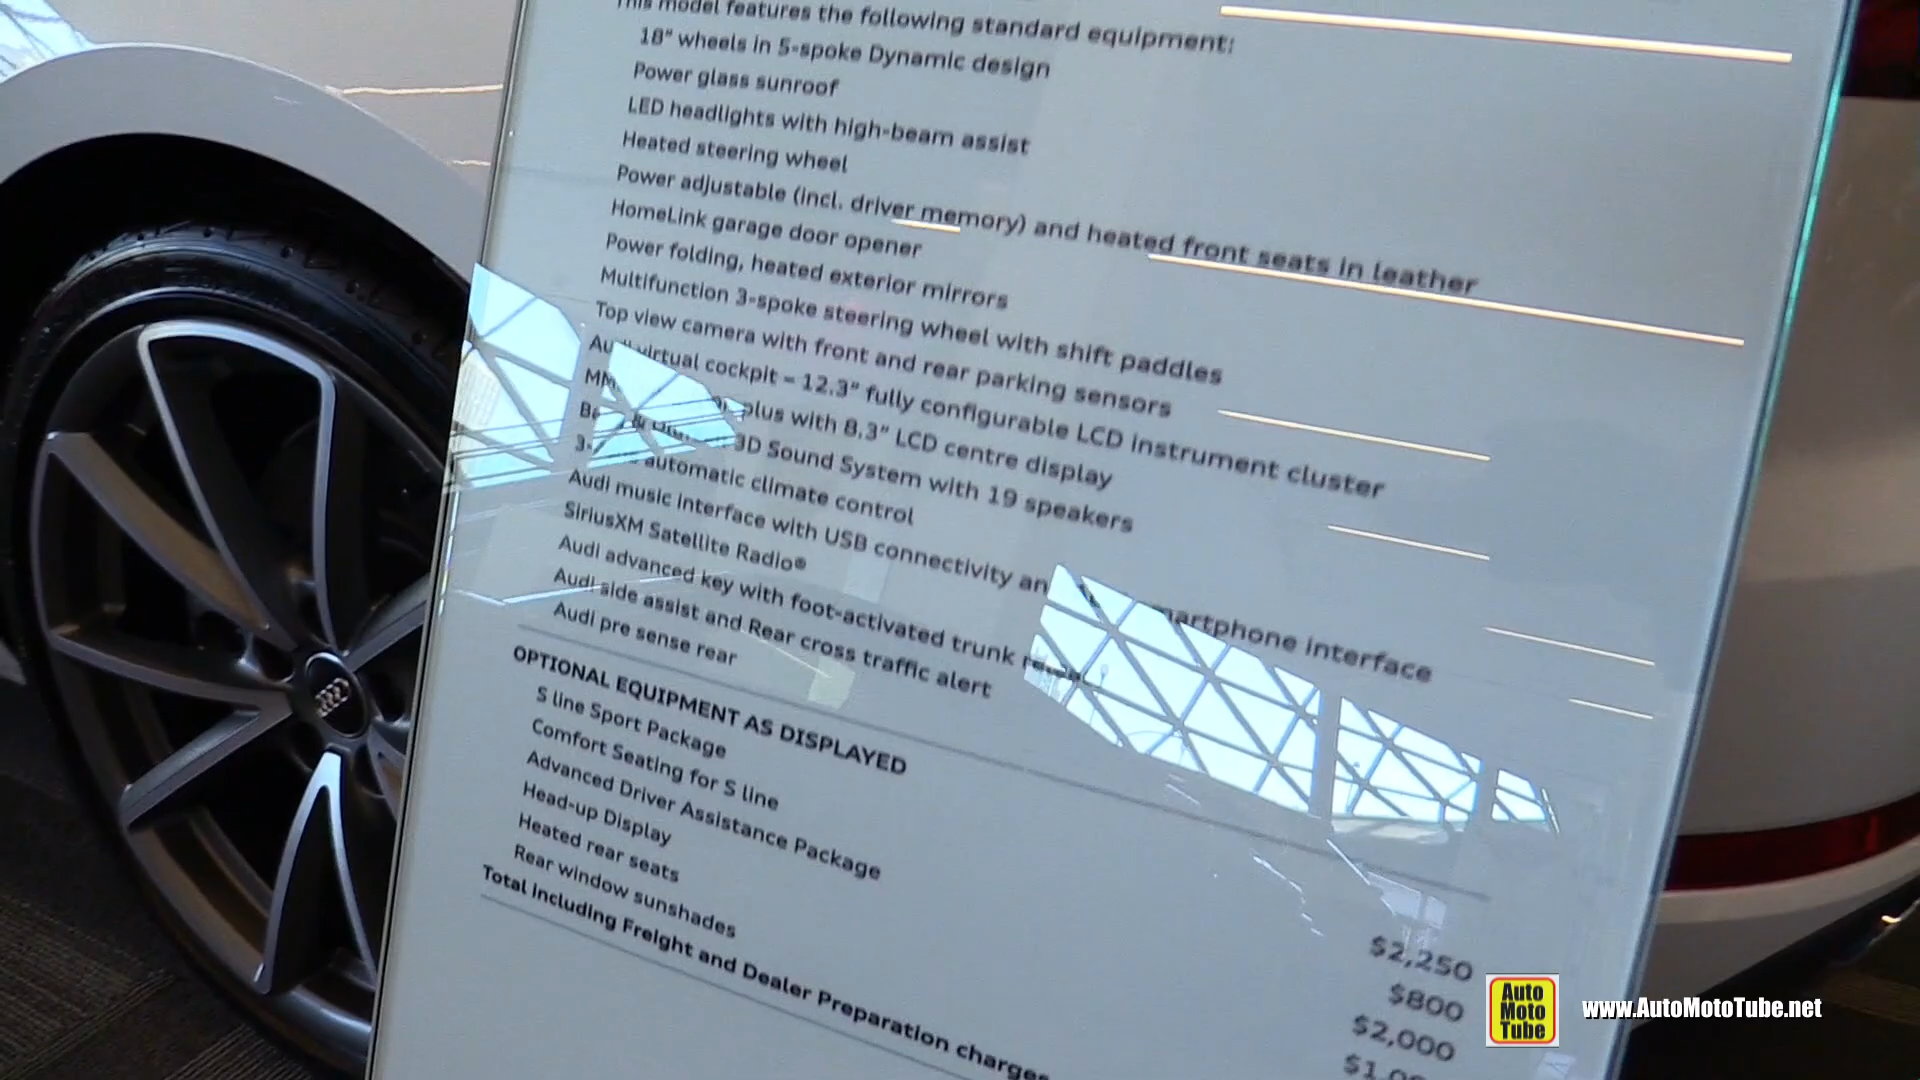 This model features the following standard equipment:
18" wheels in 5-spoke Dynamic design
Power glass sunroof
LED headlights with high-beam assist
Heated steering wheel
Power adjustable (incl. driver memory) and heated front seats in leather
HomeLink garage door opener
Power folding, heated exterior mirrors
Multifunction 3-spoke steering wheel with shift paddles
Top view camera with front and rear parking sensors
Audi virtual cockpit – 12.3" fully configurable LCD instrument cluster
plus with 8.3" LCD centre display
3D Sound System with 19 speakers
automatic climate control
Audi music interface with USB connectivity and smartphone interface
SiriusXM Satellite Radio®
Audi advanced key with foot-activated trunk
Audi side assist and Rear cross traffic alert
Audi pre sense rear
OPTIONAL EQUIPMENT AS DISPLAYED
S line Sport Package $2,250
Comfort Seating for S line $800
Advanced Driver Assistance Package $2,000
Head-up Display
Heated rear seats
Rear window sunshades
Total Including Freight and Dealer Preparation charges
Auto
Moto
Tube
www.AutoMotoTube.net